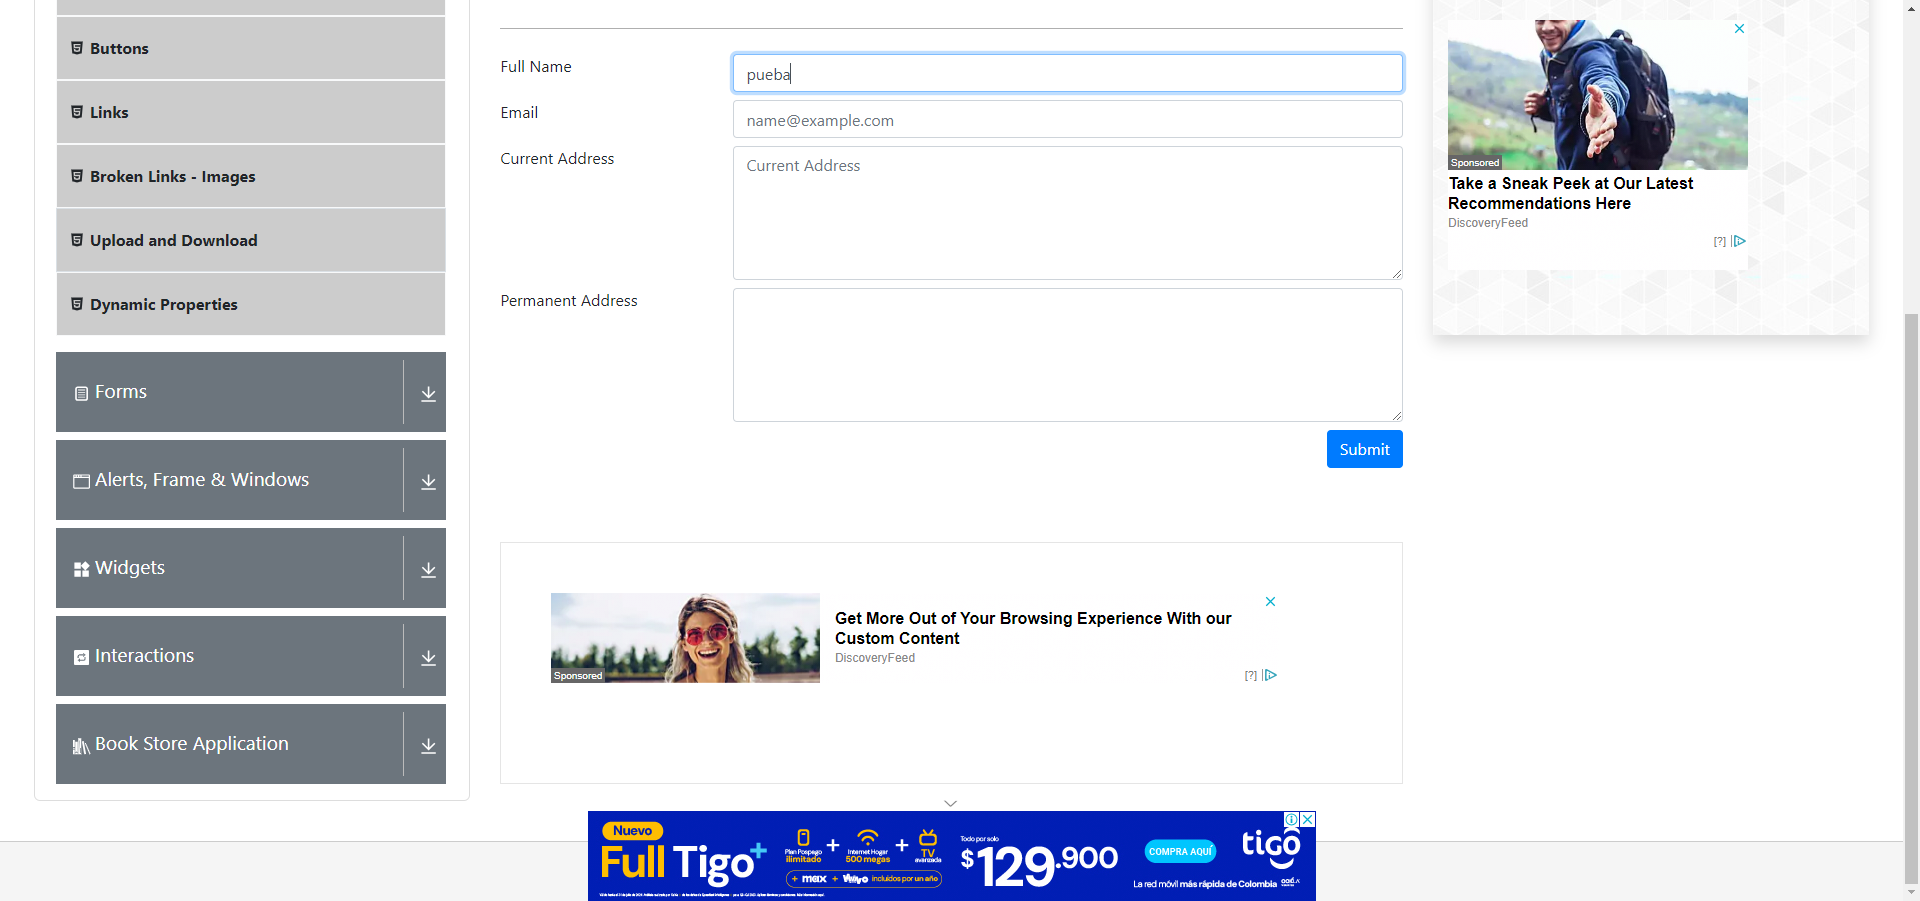 Buttons
Links
Broken Links - Images
Upload and Download
Dynamic Properties
Forms
Alerts, Frame & Windows
Widgets
Interactions
Book Store Application
Full Name
pueba
Email
name@example.com
Current Address
Current Address
Permanent Address
Submit
Sponsored
Take a Sneak Peek at Our Latest
Recommendations Here
DiscoveryFeed
[?]
Sponsored
Get More Out of Your Browsing Experience With our
Custom Content
DiscoveryFeed
[?]
Nuevo
Full Tigo+
Plan Pospago
ilimitado
+
Internet Hogar
500 megas
+
TV
avanzada
+ max + incluidos por un año
Todo por solo
$129.900
COMPRA AQUÍ
tigo
La red móvil más rápida de Colombia